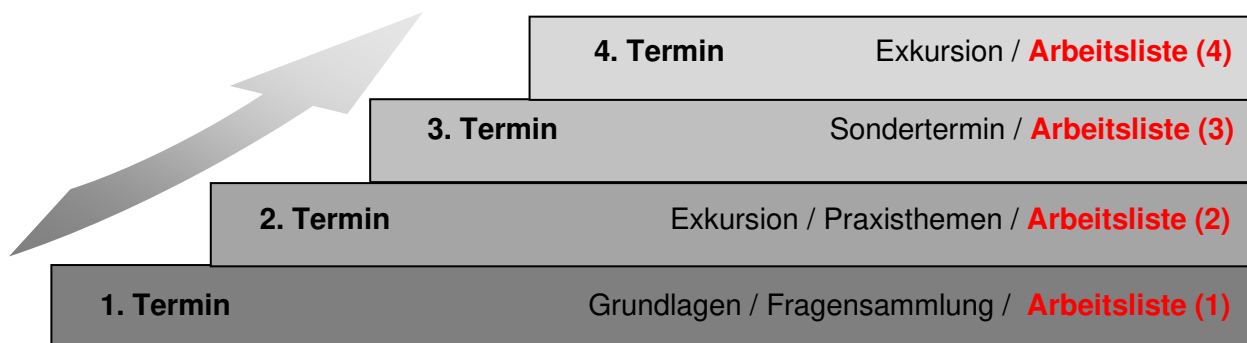 4. Termin Exkursion / Arbeitsliste (4)
3. Termin Sondertermin / Arbeitsliste (3)
2. Termin Exkursion / Praxisthemen / Arbeitsliste (2)
1. Termin Grundlagen / Fragensammlung / Arbeitsliste (1)